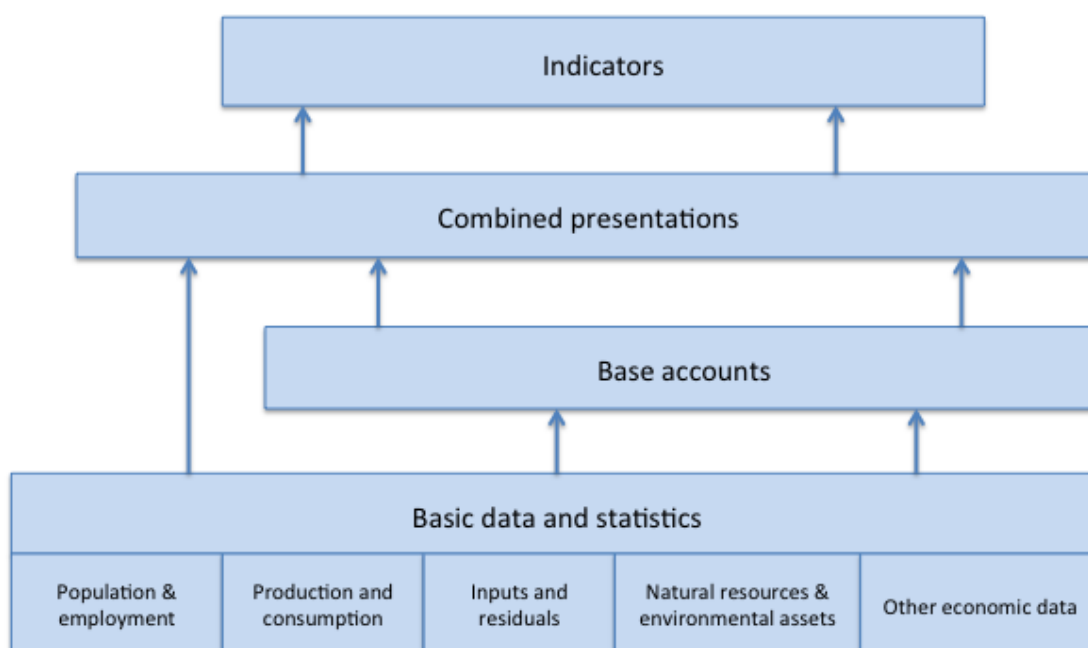 Indicators
Combined presentations
Base accounts
Basic data and statistics
Population &
employment
Production and
consumption
Inputs and
residuals
Natural resources &
environmental assets
Other economic data